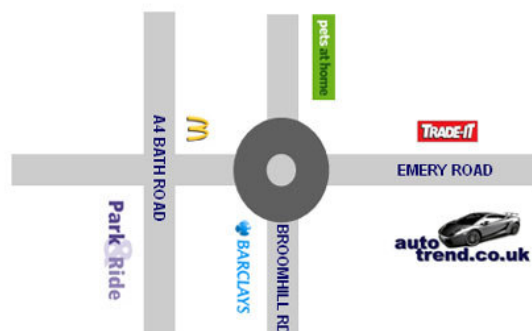 pets at home
A4 BATH ROAD
TRADE-IT
EMERY ROAD
Park & Ride
BARCLAYS
BROOMHILL RD
auto
trend.co.uk